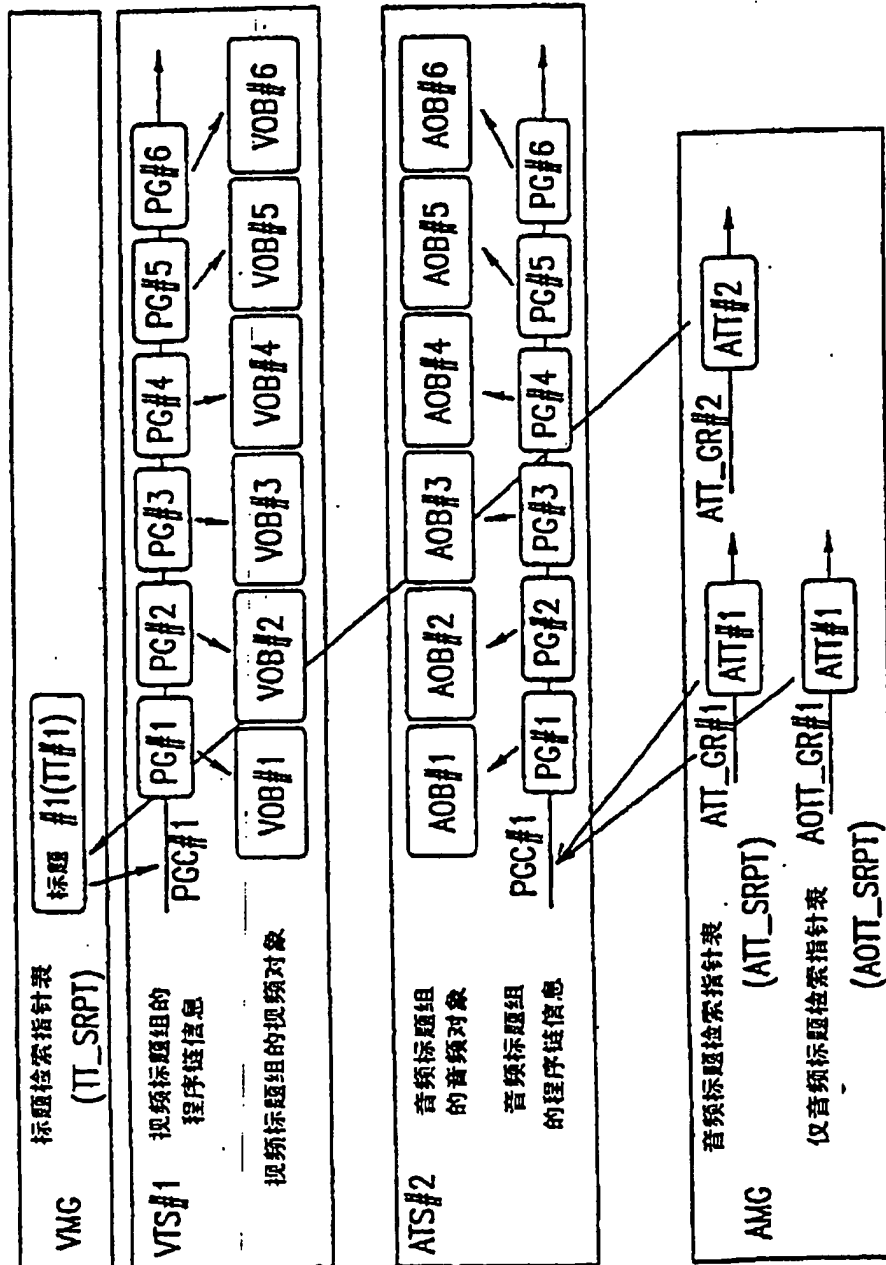 VMG
标题检索指针表
(TT_SRPT)
标题 #1(TT#1)
VTS#1
视频标题组的
程序链信息
PGC#1
PG#1
PG#2
PG#3
PG#4
PG#5
PG#6
视频标题组的视频对象
VOB#1
VOB#2
VOB#3
VOB#4
VOB#5
VOB#6
ATS#2
音频标题组
的音频对象
AOB#1
AOB#2
AOB#3
AOB#4
AOB#5
AOB#6
音频标题组
的程序链信息
PGC#1
PG#1
PG#2
PG#3
PG#4
PG#5
PG#6
AMG
音频标题检索指针表
(ATT_SRPT)
ATT_GR#1
ATT#1
ATT_GR#2
ATT#2
仅音频标题检索指针表
(AOTT_SRPT)
AOTT_GR#1
ATT#1